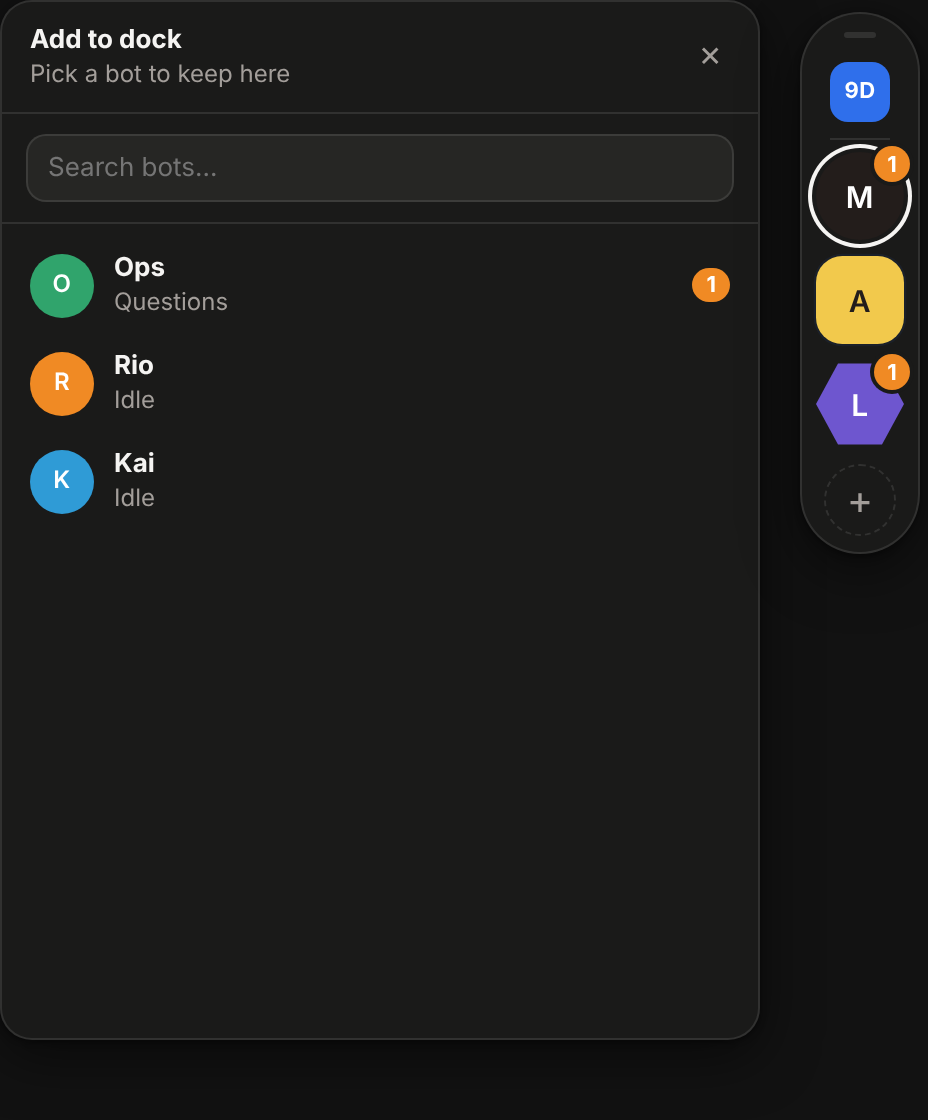 Add to dock
Pick a bot to keep here
Search bots...
O
Ops
Questions
1
R
Rio
Idle
K
Kai
Idle
9D
M
1
A
L
1
+